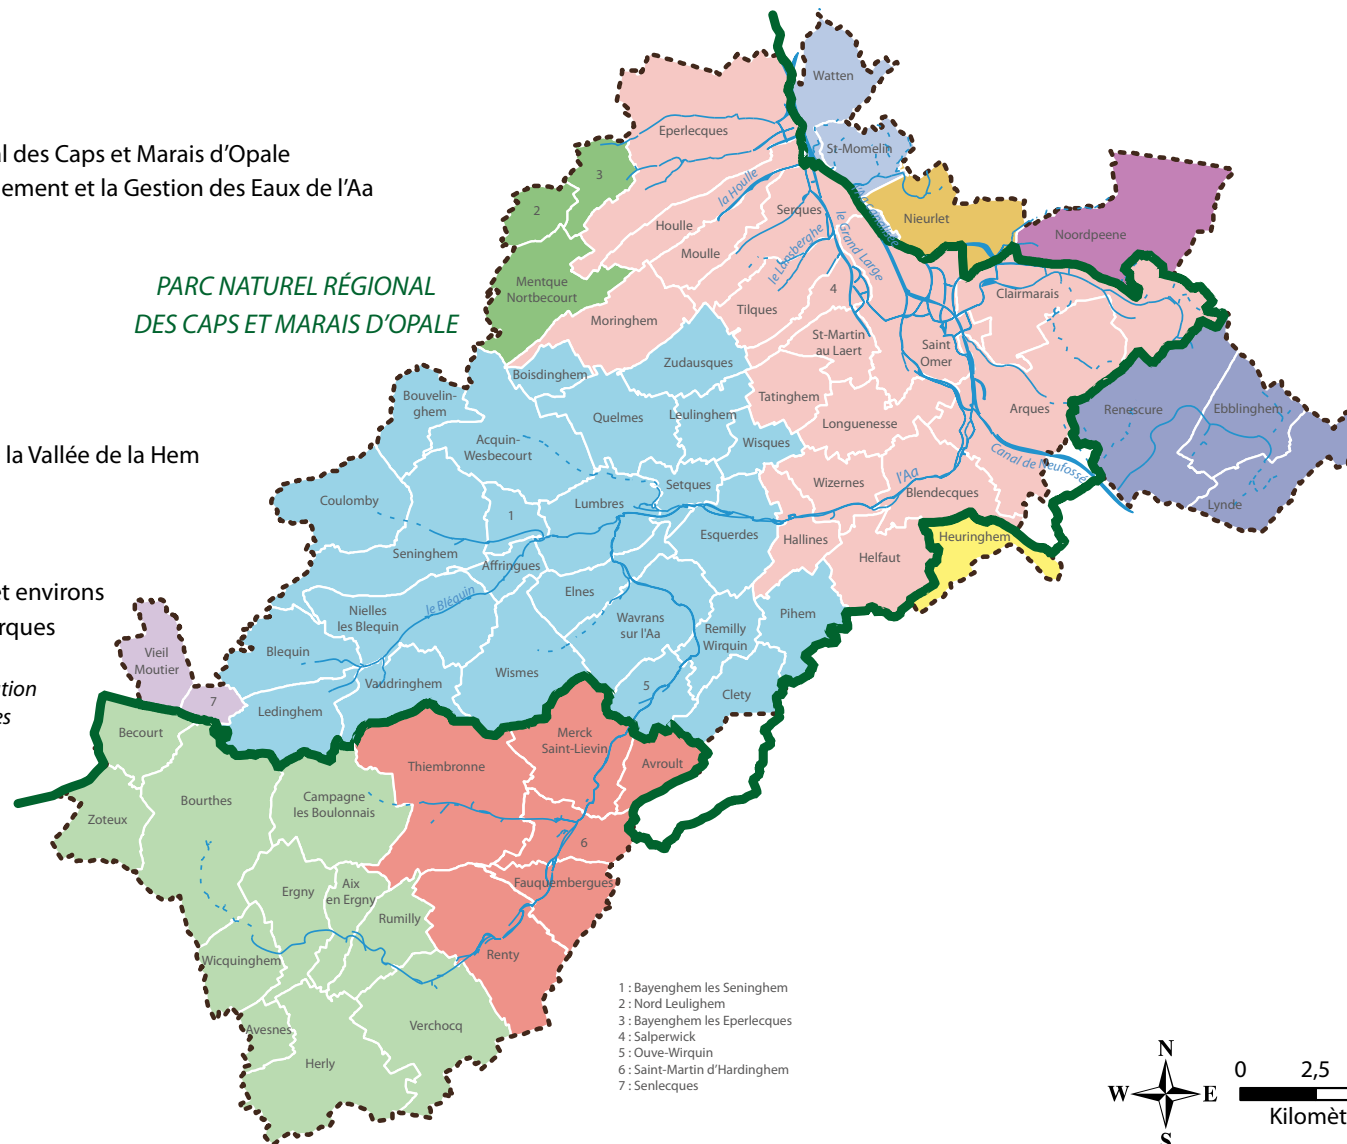 al des Caps et Marais d'Opale
ement et la Gestion des Eaux de l'Aa
PARC NATUREL RÉGIONAL
DES CAPS ET MARAIS D'OPALE
la Vallée de la Hem
et environs
rques
tion
es
Watten
St-Momelin
Eperlecques
3
2
la Houlle
Houlle
Serques
Nieurlet
Noordpeene
Moulle
le Lansberghe
le Grand Large
Mentque
Nortbecourt
4
Clairmarais
Moringhem
Tilques
St-Martin
au Laert
Saint
Omer
Zudausques
Boisdinghem
Bouvelin-
ghem
Tatinghem
Arques
Renescure
Ebblinghem
Quelmes
Leulinghem
Longuenesse
Acquin-
Wesbecourt
Wisques
Canal de Neufossé
Coulomby
Setques
Wizernes
l'Aa
Blendecques
Lumbres
1
Lynde
Seninghem
Esquerdes
Hallines
Heuringhem
Affringues
Helfaut
le Bléquin
Elnes
Nielles
les Blequin
Wavrans
sur l'Aa
Remilly
Wirquin
Pihem
Vieil
Moutier
Blequin
Wismes
Vaudringhem
5
Clety
7
Ledinghem
Becourt
Merck
Saint-Lievin
Thiembronne
Avroult
Bourthes
Campagne
les Boulonnais
Zoteux
6
Fauquembergues
Ergny
Aix
en Ergny
Rumilly
Renty
Wicquinghem
Avesnes
Verchocq
Herly
1 : Bayenghem les Seninghem
2 : Nord Leulighem
3 : Bayenghem les Eperlecques
4 : Salperwick
5 : Ouve-Wirquin
6 : Saint-Martin d'Hardinghem
7 : Senlecques
N
W
E
S
0 2,5
Kilomèt